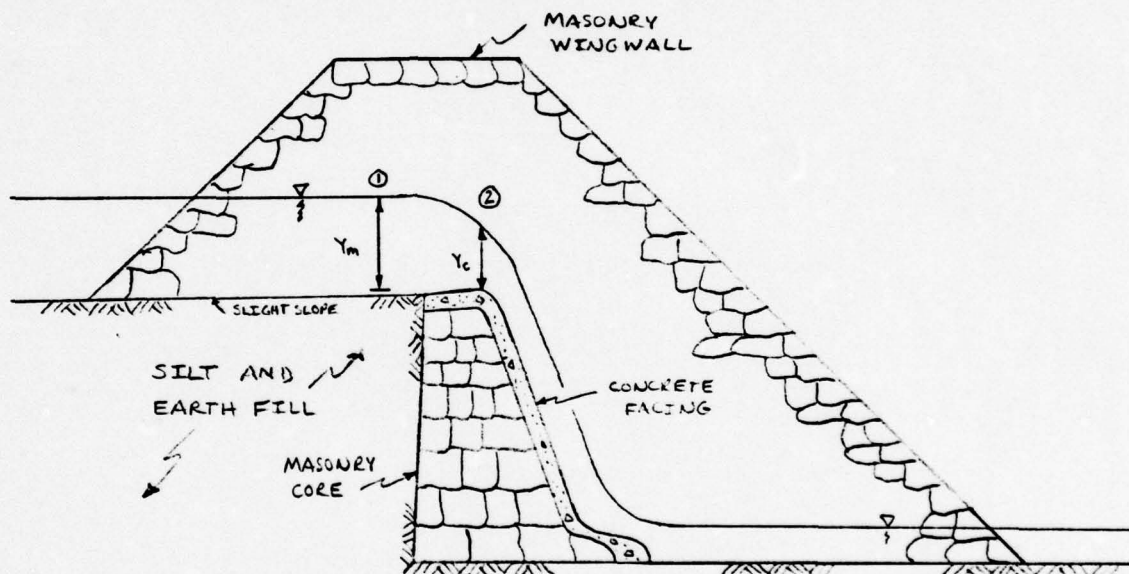 MASONRY
WINGWALL
①
②
Ym
Yc
SLIGHT SLOPE
SILT AND
EARTH FILL
CONCRETE
FACING
MASONRY
CORE